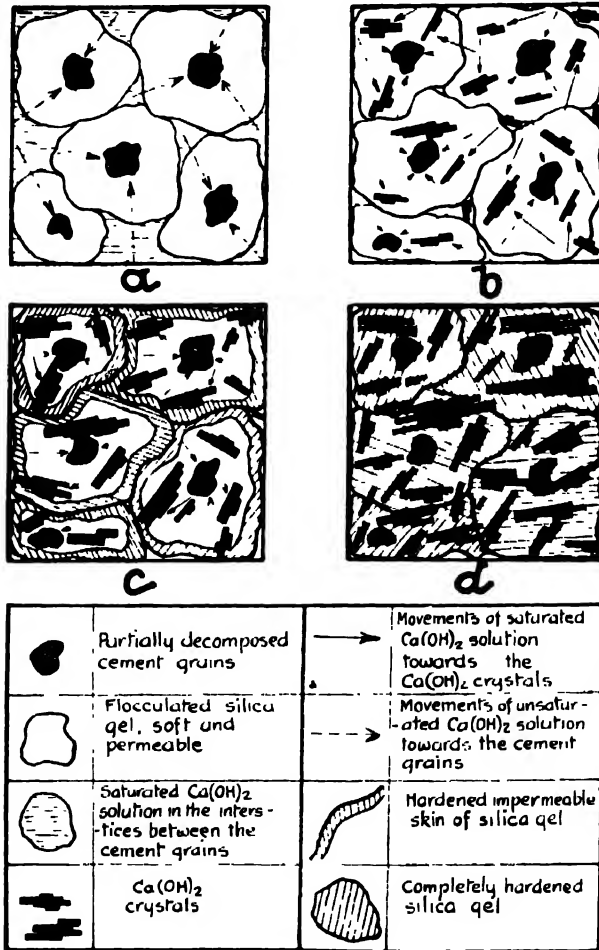 a
b
c
d
Partially decomposed
cement grains
Flocculated silica
gel, soft und
permeable
Saturated Ca(OH)2
solution in the inters-
-tices between the
cement grains
Ca(OH)2
crystals
Movements of saturated
Ca(OH)2 solution
towards the
Ca(OH)2 crystals
Movements of unsatur-
-ated Ca(OH)2 solution
towards the cement
grains
Hardened impermeable
skin of silica gel
Completely hardened
silica gel